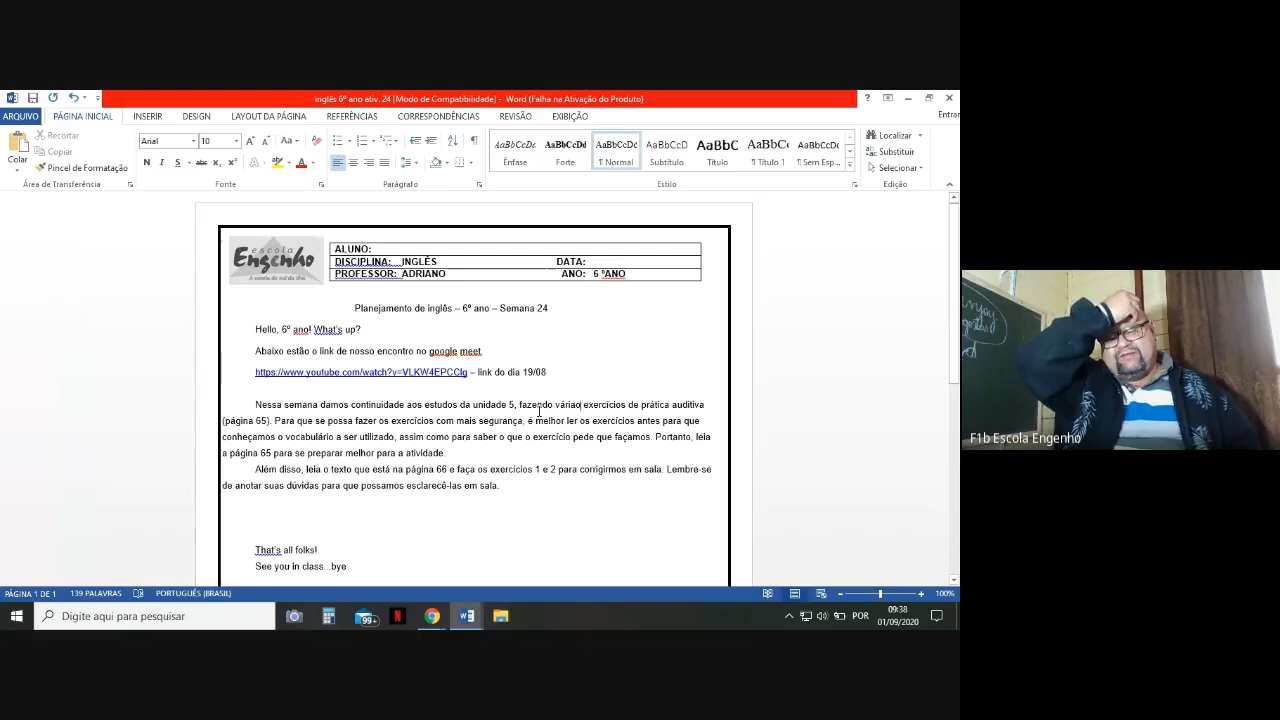 inglês 6º ano ativ. 24 [Modo de Compatibilidade] - Word (Falha na Ativação do Produto)
ARQUIVO PÁGINA INICIAL INSERIR DESIGN LAYOUT DA PÁGINA REFERÊNCIAS CORRESPONDÊNCIAS REVISÃO EXIBIÇÃO Entrar
Colar
Recortar
Copiar
Pincel de Formatação
Área de Transferência
Arial 10
N I S abc x₂ x²
Fonte
Parágrafo
AaBbCcDc AaBbCcDd AaBbCcDd AaBbCcD AaBbC AaBbC AaBbCcDc
Ênfase Forte ¶ Normal Subtítulo Título ¶ Título 1 ¶ Sem Esp...
Estilo
Localizar
Substituir
Selecionar
Edição
escola
Engenho
ALUNO:
DISCIPLINA: INGLÊS DATA:
PROFESSOR: ADRIANO ANO: 6 ºANO
Planejamento de inglês – 6º ano – Semana 24
Hello, 6º ano! What's up?
Abaixo estão o link de nosso encontro no google meet.
https://www.youtube.com/watch?v=VLKW4EPCCIg – link do dia 19/08
Nessa semana damos continuidade aos estudos da unidade 5, fazendo váriao exercícios de prática auditiva
(página 65). Para que se possa fazer os exercícios com mais segurança, é melhor ler os exercícios antes para que
conheçamos o vocabulário a ser utilizado, assim como para saber o que o exercício pede que façamos. Portanto, leia
a página 65 para se preparar melhor para a atividade.
Além disso, leia o texto que está na página 66 e faça os exercícios 1 e 2 para corrigirmos em sala. Lembre-se
de anotar suas dúvidas para que possamos esclarecê-las em sala.
That's all folks!
See you in class...bye
PÁGINA 1 DE 1 139 PALAVRAS PORTUGUÊS (BRASIL) 100%
Digite aqui para pesquisar
99+
POR
09:38
01/09/2020
F1b Escola Engenho